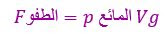 F الطفو = p المائع Vg